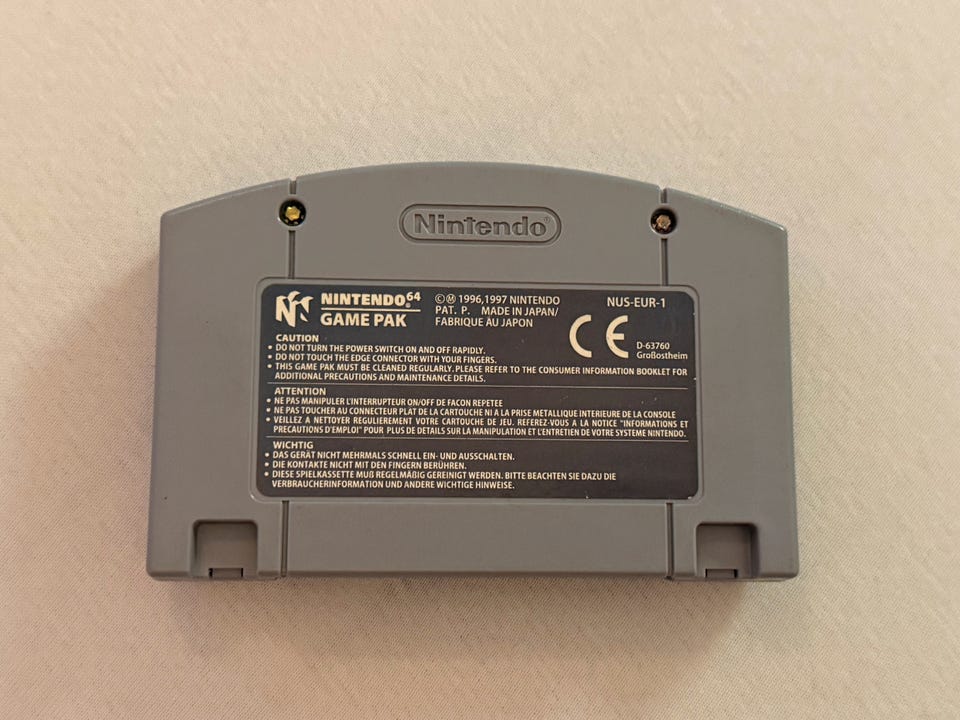 Nintendo®
NINTENDO⁶⁴
GAME PAK
©Ⓜ 1996,1997 NINTENDO
PAT. P. MADE IN JAPAN/
FABRIQUE AU JAPON
NUS-EUR-1
CE
D-63760
Großostheim
CAUTION
• DO NOT TURN THE POWER SWITCH ON AND OFF RAPIDLY.
• DO NOT TOUCH THE EDGE CONNECTOR WITH YOUR FINGERS.
• THIS GAME PAK MUST BE CLEANED REGULARLY. PLEASE REFER TO THE CONSUMER INFORMATION BOOKLET FOR
ADDITIONAL PRECAUTIONS AND MAINTENANCE DETAILS.
ATTENTION
• NE PAS MANIPULER L'INTERRUPTEUR ON/OFF DE FACON REPETEE
• NE PAS TOUCHER AU CONNECTEUR PLAT DE LA CARTOUCHE NI A LA PRISE METALLIQUE INTERIEURE DE LA CONSOLE
• VEILLEZ A NETTOYER REGULIEREMENT VOTRE CARTOUCHE DE JEU. REFEREZ-VOUS A LA NOTICE "INFORMATIONS ET
PRECAUTIONS D'EMPLOI" POUR PLUS DE DETAILS SUR LA MANIPULATION ET L'ENTRETIEN DE VOTRE SYSTEME NINTENDO.
WICHTIG
• DAS GERÄT NICHT MEHRMALS SCHNELL EIN- UND AUSSCHALTEN.
• DIE KONTAKTE NICHT MIT DEN FINGERN BERÜHREN.
• DIESE SPIELKASSETTE MUß REGELMÄßIG GEREINIGT WERDEN. BITTE BEACHTEN SIE DAZU DIE
VERBRAUCHERINFORMATION UND ANDERE WICHTIGE HINWEISE.